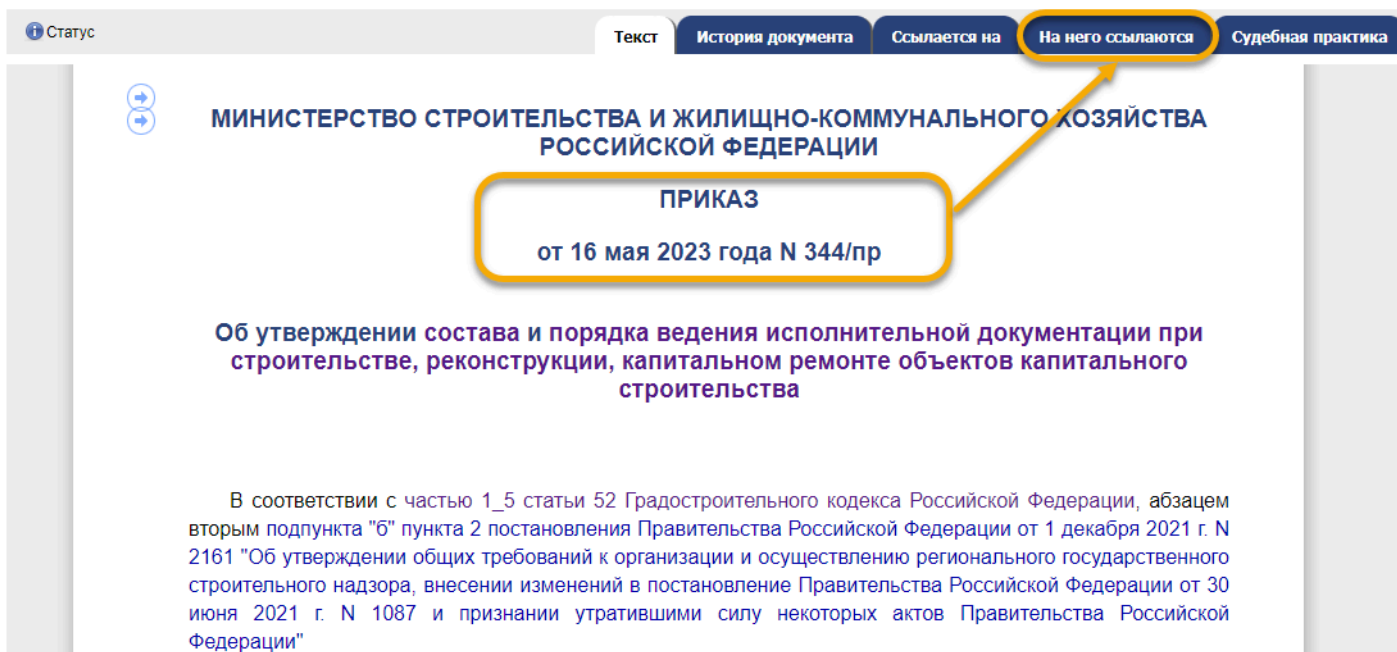 Статус
Текст История документа Ссылается на На него ссылаются Судебная практика
МИНИСТЕРСТВО СТРОИТЕЛЬСТВА И ЖИЛИЩНО-КОММУНАЛЬНОГО ХОЗЯЙСТВА
РОССИЙСКОЙ ФЕДЕРАЦИИ
ПРИКАЗ
от 16 мая 2023 года N 344/пр
Об утверждении состава и порядка ведения исполнительной документации при
строительстве, реконструкции, капитальном ремонте объектов капитального
строительства
В соответствии с частью 1_5 статьи 52 Градостроительного кодекса Российской Федерации, абзацем
вторым подпункта "б" пункта 2 постановления Правительства Российской Федерации от 1 декабря 2021 г. N
2161 "Об утверждении общих требований к организации и осуществлению регионального государственного
строительного надзора, внесении изменений в постановление Правительства Российской Федерации от 30
июня 2021 г. N 1087 и признании утратившими силу некоторых актов Правительства Российской
Федерации"